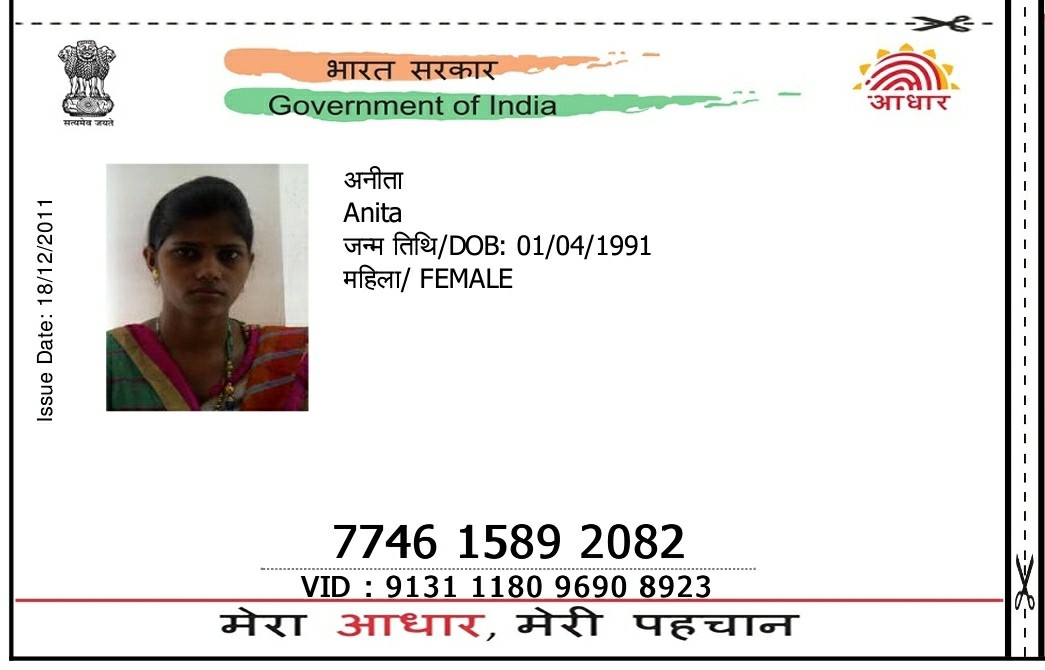 भारत सरकार
Government of India
सत्यमेव जयते
आधार
Issue Date: 18/12/2011
अनीता
Anita
जन्म तिथि/DOB: 01/04/1991
महिला/ FEMALE
7746 1589 2082
VID : 9131 1180 9690 8923
मेरा आधार, मेरी पहचान